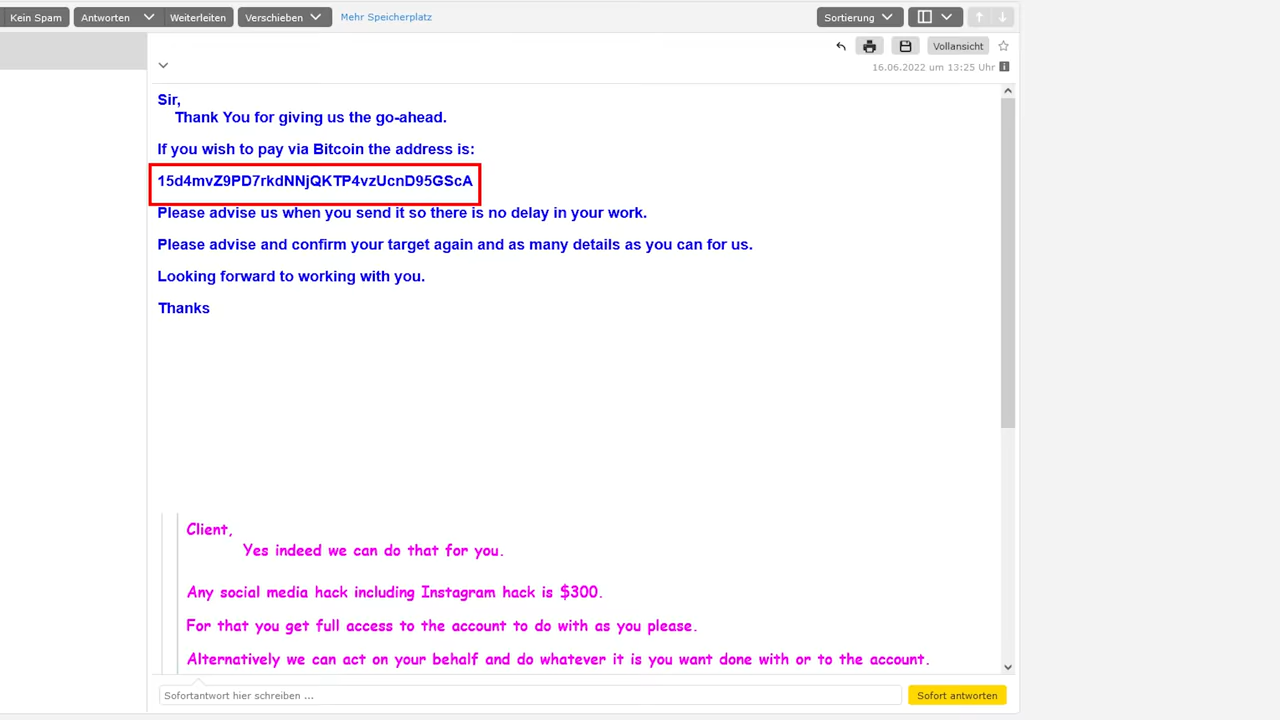 Kein Spam
Antworten
Weiterleiten
Verschieben
Mehr Speicherplatz
Sortierung
Vollansicht
16.06.2022 um 13:25 Uhr
Sir,
Thank You for giving us the go-ahead.
If you wish to pay via Bitcoin the address is:
15d4mvZ9PD7rkdNNjQKTP4vzUcnD95GScA
Please advise us when you send it so there is no delay in your work.
Please advise and confirm your target again and as many details as you can for us.
Looking forward to working with you.
Thanks
Client,
Yes indeed we can do that for you.
Any social media hack including Instagram hack is $300.
For that you get full access to the account to do with as you please.
Alternatively we can act on your behalf and do whatever it is you want done with or to the account.
Sofortantwort hier schreiben ...
Sofort antworten